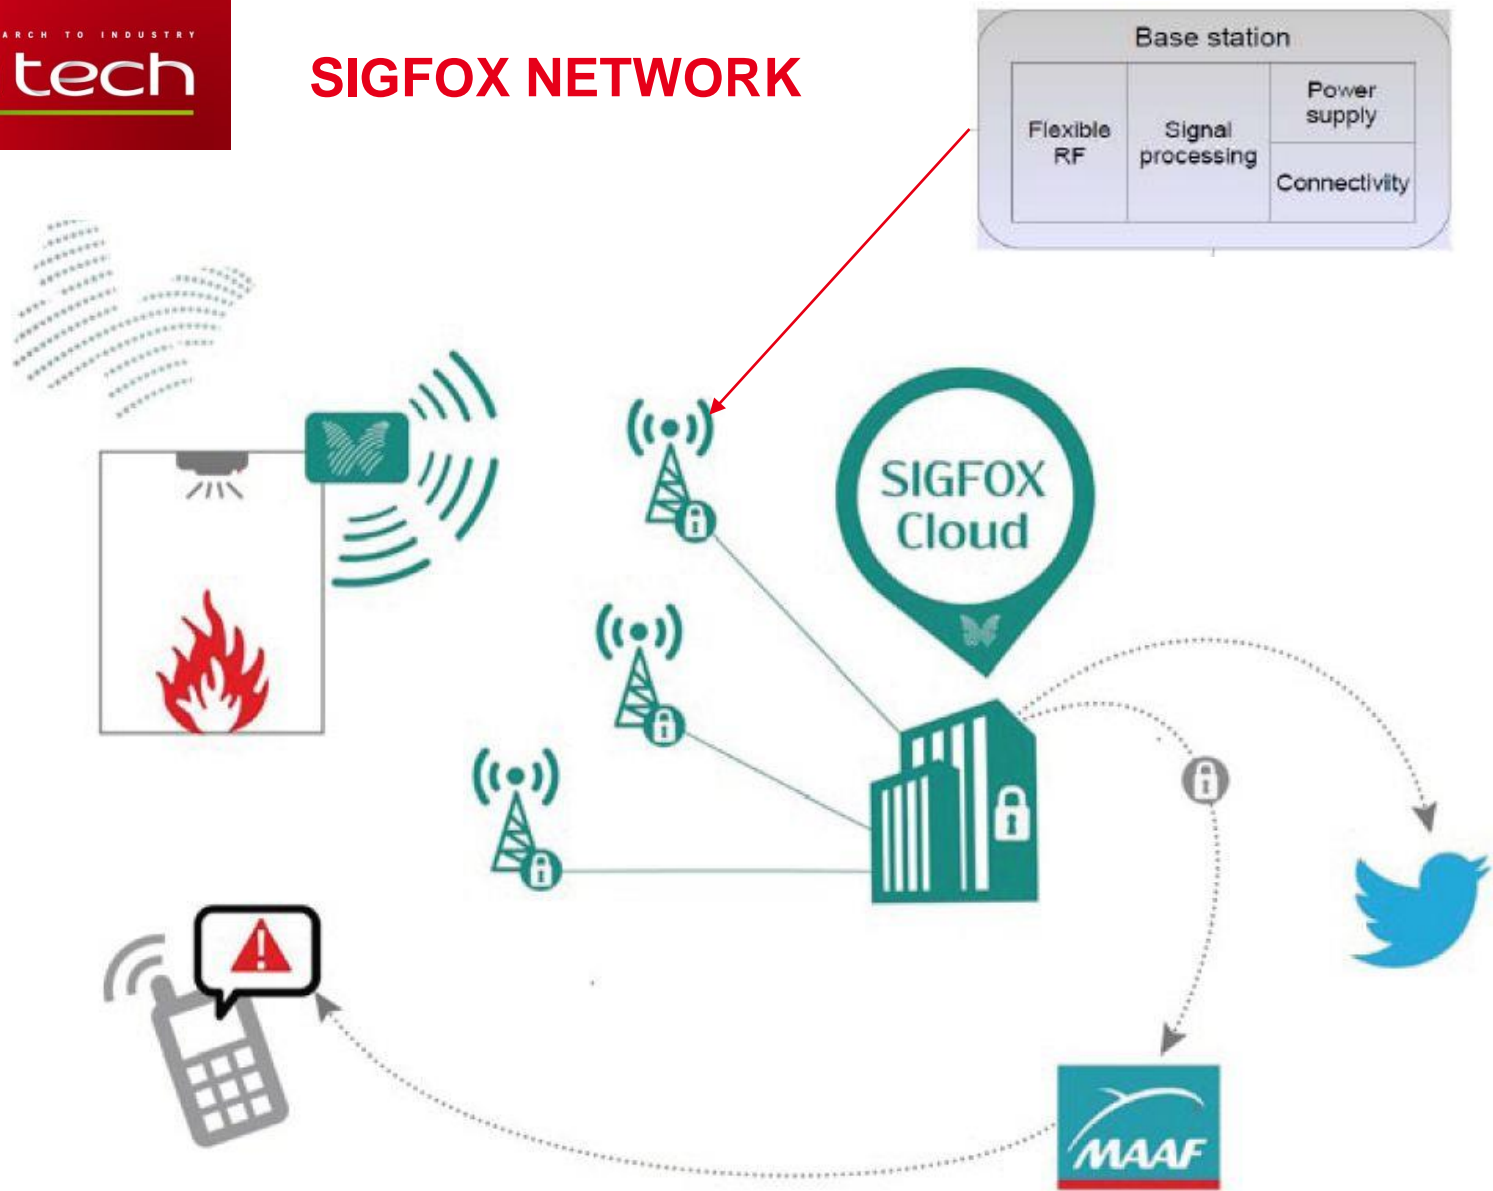 ARCH TO INDUSTRY
tech
SIGFOX NETWORK
Base station
Flexible
RF
Signal
processing
Power
supply
Connectivity
SIGFOX
Cloud
MAAF